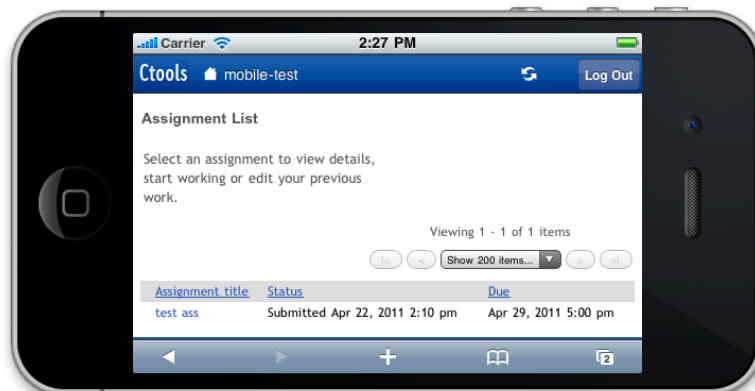 Carrier 2:27 PM
Ctools mobile-test Log Out
Assignment List
Select an assignment to view details,
start working or edit your previous
work.
Viewing 1 - 1 of 1 items
|< < Show 200 items... > >|
Assignment title Status Due
test ass Submitted Apr 22, 2011 2:10 pm Apr 29, 2011 5:00 pm
2